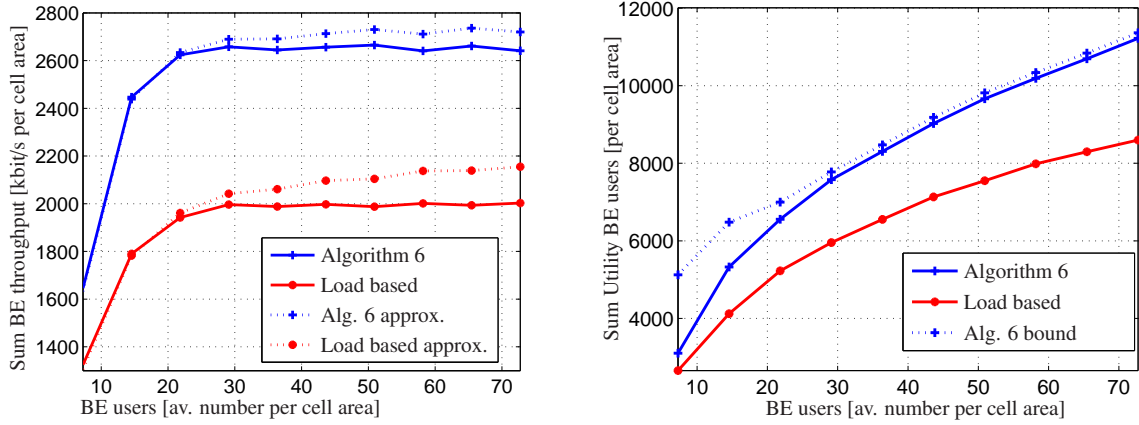 Sum BE throughput [kbit/s per cell area]
2800
2600
2400
2200
2000
1800
1600
1400
Algorithm 6
Load based
Alg. 6 approx.
Load based approx.
10 20 30 40 50 60 70
BE users [av. number per cell area]
Sum Utility BE users [per cell area]
12000
10000
8000
6000
4000
Algorithm 6
Load based
Alg. 6 bound
10 20 30 40 50 60 70
BE users [av. number per cell area]